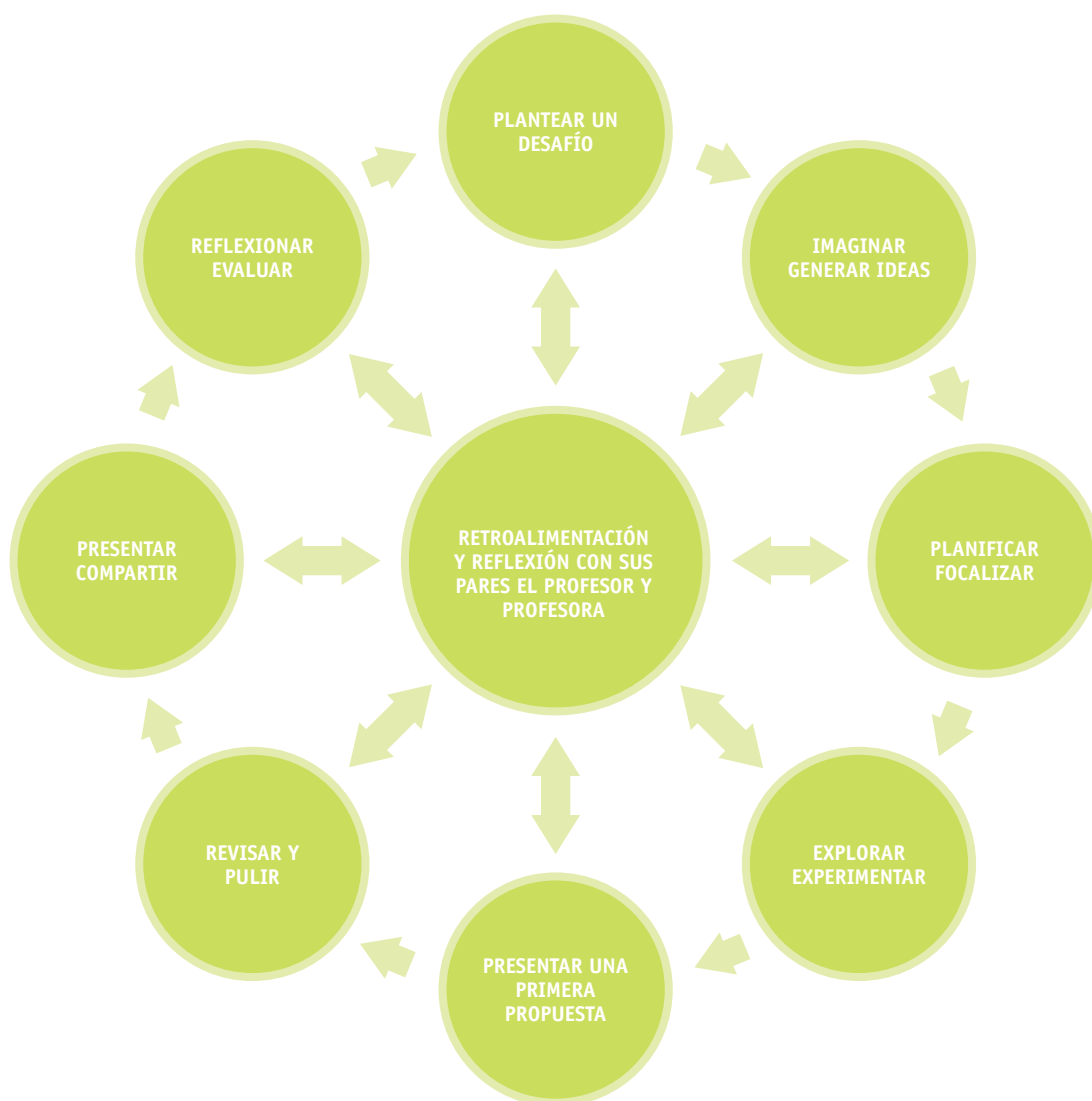 PLANTEAR UN
DESAFÍO
IMAGINAR
GENERAR IDEAS
PLANIFICAR
FOCALIZAR
EXPLORAR
EXPERIMENTAR
PRESENTAR UNA
PRIMERA
PROPUESTA
REVISAR Y
PULIR
PRESENTAR
COMPARTIR
REFLEXIONAR
EVALUAR
RETROALIMENTACIÓN
Y REFLEXIÓN CON SUS
PARES EL PROFESOR Y
PROFESORA